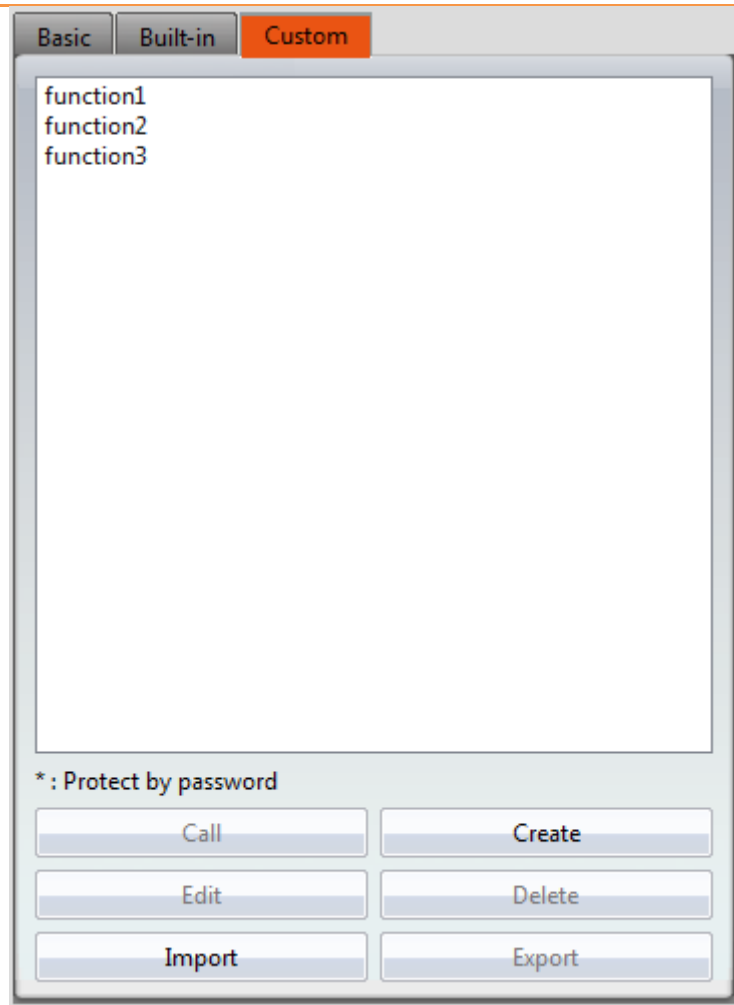 Basic Built-in Custom
function1
function2
function3
* : Protect by password
Call Create
Edit Delete
Import Export